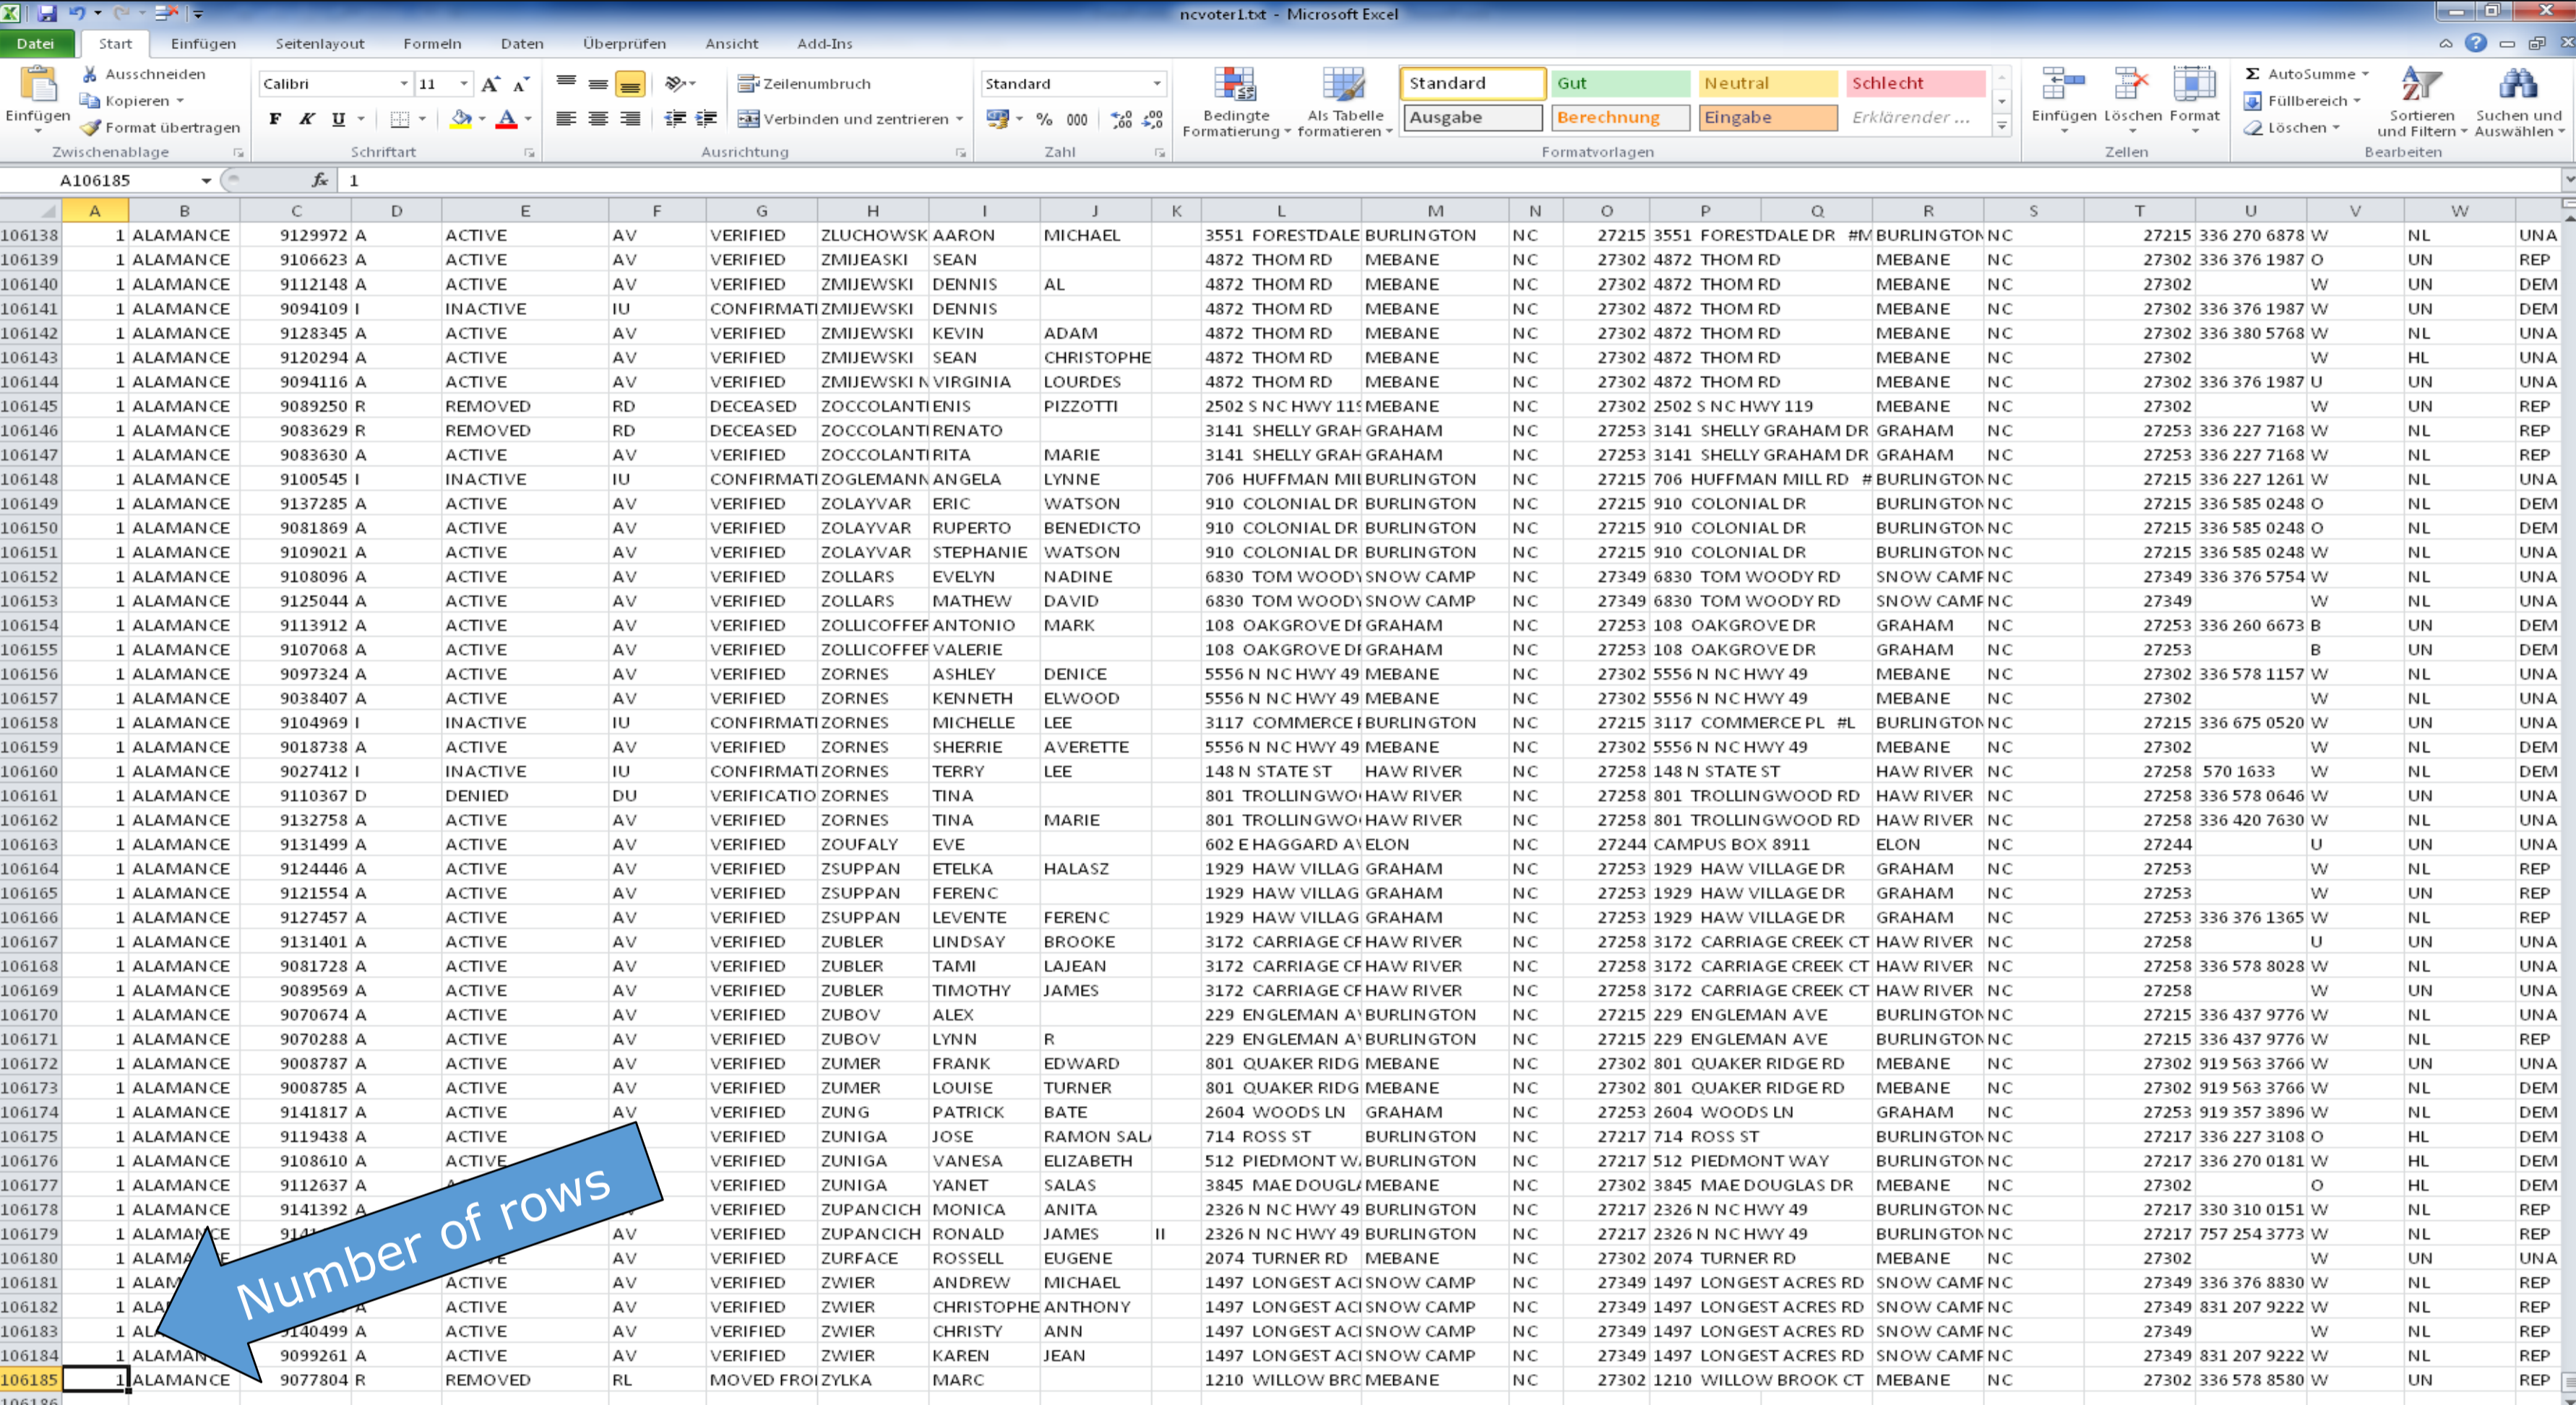 ncvoter1.txt - Microsoft Excel
Datei Start Einfügen Seitenlayout Formeln Daten Überprüfen Ansicht Add-Ins
Ausschneiden Calibri 11 Zeilenumbruch Standard Standard Gut Neutral Schlecht AutoSumme
Kopieren Füllbereich
Einfügen Format übertragen F K U Verbinden und zentrieren % 000 Bedingte Formatierung Als Tabelle formatieren Ausgabe Berechnung Eingabe Erklärender ... Einfügen Löschen Format Löschen Sortieren und Filtern Suchen und Auswählen
Zwischenablage Schriftart Ausrichtung Zahl Formatvorlagen Zellen Bearbeiten
A106185 fx 1
A B C D E F G H I J K L M N O P Q R S T U V W
106138 1 ALAMANCE 9129972 A ACTIVE AV VERIFIED ZLUCHOWSK AARON MICHAEL 3551 FORESTDALE BURLINGTON NC 27215 3551 FORESTDALE DR #M BURLINGTON NC 27215 336 270 6878 W NL UNA
106139 1 ALAMANCE 9106623 A ACTIVE AV VERIFIED ZMIJEASKI SEAN 4872 THOM RD MEBANE NC 27302 4872 THOM RD MEBANE NC 27302 336 376 1987 O UN REP
106140 1 ALAMANCE 9112148 A ACTIVE AV VERIFIED ZMIJEWSKI DENNIS AL 4872 THOM RD MEBANE NC 27302 4872 THOM RD MEBANE NC 27302 W UN DEM
106141 1 ALAMANCE 9094109 I INACTIVE IU CONFIRMATI ZMIJEWSKI DENNIS 4872 THOM RD MEBANE NC 27302 4872 THOM RD MEBANE NC 27302 336 376 1987 W UN DEM
106142 1 ALAMANCE 9128345 A ACTIVE AV VERIFIED ZMIJEWSKI KEVIN ADAM 4872 THOM RD MEBANE NC 27302 4872 THOM RD MEBANE NC 27302 336 380 5768 W NL UNA
106143 1 ALAMANCE 9120294 A ACTIVE AV VERIFIED ZMIJEWSKI SEAN CHRISTOPHE 4872 THOM RD MEBANE NC 27302 4872 THOM RD MEBANE NC 27302 W HL UNA
106144 1 ALAMANCE 9094116 A ACTIVE AV VERIFIED ZMIJEWSKI N VIRGINIA LOURDES 4872 THOM RD MEBANE NC 27302 4872 THOM RD MEBANE NC 27302 336 376 1987 U UN UNA
106145 1 ALAMANCE 9089250 R REMOVED RD DECEASED ZOCCOLANTI ENIS PIZZOTTI 2502 S NC HWY 119 MEBANE NC 27302 2502 S NC HWY 119 MEBANE NC 27302 W UN REP
106146 1 ALAMANCE 9083629 R REMOVED RD DECEASED ZOCCOLANTI RENATO 3141 SHELLY GRAH GRAHAM NC 27253 3141 SHELLY GRAHAM DR GRAHAM NC 27253 336 227 7168 W NL REP
106147 1 ALAMANCE 9083630 A ACTIVE AV VERIFIED ZOCCOLANTI RITA MARIE 3141 SHELLY GRAH GRAHAM NC 27253 3141 SHELLY GRAHAM DR GRAHAM NC 27253 336 227 7168 W NL REP
106148 1 ALAMANCE 9100545 I INACTIVE IU CONFIRMATI ZOGLEMANN ANGELA LYNNE 706 HUFFMAN MIL BURLINGTON NC 27215 706 HUFFMAN MILL RD # BURLINGTON NC 27215 336 227 1261 W NL UNA
106149 1 ALAMANCE 9137285 A ACTIVE AV VERIFIED ZOLAYVAR ERIC WATSON 910 COLONIAL DR BURLINGTON NC 27215 910 COLONIAL DR BURLINGTON NC 27215 336 585 0248 O NL DEM
106150 1 ALAMANCE 9081869 A ACTIVE AV VERIFIED ZOLAYVAR RUPERTO BENEDICTO 910 COLONIAL DR BURLINGTON NC 27215 910 COLONIAL DR BURLINGTON NC 27215 336 585 0248 O NL DEM
106151 1 ALAMANCE 9109021 A ACTIVE AV VERIFIED ZOLAYVAR STEPHANIE WATSON 910 COLONIAL DR BURLINGTON NC 27215 910 COLONIAL DR BURLINGTON NC 27215 336 585 0248 W NL UNA
106152 1 ALAMANCE 9108096 A ACTIVE AV VERIFIED ZOLLARS EVELYN NADINE 6830 TOM WOODY SNOW CAMP NC 27349 6830 TOM WOODY RD SNOW CAMP NC 27349 336 376 5754 W NL UNA
106153 1 ALAMANCE 9125044 A ACTIVE AV VERIFIED ZOLLARS MATHEW DAVID 6830 TOM WOODY SNOW CAMP NC 27349 6830 TOM WOODY RD SNOW CAMP NC 27349 W NL UNA
106154 1 ALAMANCE 9113912 A ACTIVE AV VERIFIED ZOLLICOFFER ANTONIO MARK 108 OAKGROVE DR GRAHAM NC 27253 108 OAKGROVE DR GRAHAM NC 27253 336 260 6673 B UN DEM
106155 1 ALAMANCE 9107068 A ACTIVE AV VERIFIED ZOLLICOFFER VALERIE 108 OAKGROVE DR GRAHAM NC 27253 108 OAKGROVE DR GRAHAM NC 27253 B UN DEM
106156 1 ALAMANCE 9097324 A ACTIVE AV VERIFIED ZORNES ASHLEY DENICE 5556 N NC HWY 49 MEBANE NC 27302 5556 N NC HWY 49 MEBANE NC 27302 336 578 1157 W NL UNA
106157 1 ALAMANCE 9038407 A ACTIVE AV VERIFIED ZORNES KENNETH ELWOOD 5556 N NC HWY 49 MEBANE NC 27302 5556 N NC HWY 49 MEBANE NC 27302 W NL UNA
106158 1 ALAMANCE 9104969 I INACTIVE IU CONFIRMATI ZORNES MICHELLE LEE 3117 COMMERCE BURLINGTON NC 27215 3117 COMMERCE PL #L BURLINGTON NC 27215 336 675 0520 W UN UNA
106159 1 ALAMANCE 9018738 A ACTIVE AV VERIFIED ZORNES SHERRIE AVERETTE 5556 N NC HWY 49 MEBANE NC 27302 5556 N NC HWY 49 MEBANE NC 27302 W NL DEM
106160 1 ALAMANCE 9027412 I INACTIVE IU CONFIRMATI ZORNES TERRY LEE 148 N STATE ST HAW RIVER NC 27258 148 N STATE ST HAW RIVER NC 27258 570 1633 W NL DEM
106161 1 ALAMANCE 9110367 D DENIED DU VERIFICATIO ZORNES TINA 801 TROLLINGWO HAW RIVER NC 27258 801 TROLLINGWOOD RD HAW RIVER NC 27258 336 578 0646 W UN UNA
106162 1 ALAMANCE 9132758 A ACTIVE AV VERIFIED ZORNES TINA MARIE 801 TROLLINGWO HAW RIVER NC 27258 801 TROLLINGWOOD RD HAW RIVER NC 27258 336 420 7630 W NL UNA
106163 1 ALAMANCE 9131499 A ACTIVE AV VERIFIED ZOUFALY EVE 602 E HAGGARD AV ELON NC 27244 CAMPUS BOX 8911 ELON NC 27244 U UN UNA
106164 1 ALAMANCE 9124446 A ACTIVE AV VERIFIED ZSUPPAN ETELKA HALASZ 1929 HAW VILLAG GRAHAM NC 27253 1929 HAW VILLAGE DR GRAHAM NC 27253 W NL REP
106165 1 ALAMANCE 9121554 A ACTIVE AV VERIFIED ZSUPPAN FERENC 1929 HAW VILLAG GRAHAM NC 27253 1929 HAW VILLAGE DR GRAHAM NC 27253 W UN REP
106166 1 ALAMANCE 9127457 A ACTIVE AV VERIFIED ZSUPPAN LEVENTE FERENC 1929 HAW VILLAG GRAHAM NC 27253 1929 HAW VILLAGE DR GRAHAM NC 27253 336 376 1365 W NL REP
106167 1 ALAMANCE 9131401 A ACTIVE AV VERIFIED ZUBLER LINDSAY BROOKE 3172 CARRIAGE CR HAW RIVER NC 27258 3172 CARRIAGE CREEK CT HAW RIVER NC 27258 U UN UNA
106168 1 ALAMANCE 9081728 A ACTIVE AV VERIFIED ZUBLER TAMI LAJEAN 3172 CARRIAGE CR HAW RIVER NC 27258 3172 CARRIAGE CREEK CT HAW RIVER NC 27258 336 578 8028 W NL UNA
106169 1 ALAMANCE 9089569 A ACTIVE AV VERIFIED ZUBLER TIMOTHY JAMES 3172 CARRIAGE CR HAW RIVER NC 27258 3172 CARRIAGE CREEK CT HAW RIVER NC 27258 W UN UNA
106170 1 ALAMANCE 9070674 A ACTIVE AV VERIFIED ZUBOV ALEX 229 ENGLEMAN AV BURLINGTON NC 27215 229 ENGLEMAN AVE BURLINGTON NC 27215 336 437 9776 W NL UNA
106171 1 ALAMANCE 9070288 A ACTIVE AV VERIFIED ZUBOV LYNN R 229 ENGLEMAN AV BURLINGTON NC 27215 229 ENGLEMAN AVE BURLINGTON NC 27215 336 437 9776 W NL REP
106172 1 ALAMANCE 9008787 A ACTIVE AV VERIFIED ZUMER FRANK EDWARD 801 QUAKER RIDG MEBANE NC 27302 801 QUAKER RIDGE RD MEBANE NC 27302 919 563 3766 W UN UNA
106173 1 ALAMANCE 9008785 A ACTIVE AV VERIFIED ZUMER LOUISE TURNER 801 QUAKER RIDG MEBANE NC 27302 801 QUAKER RIDGE RD MEBANE NC 27302 919 563 3766 W NL DEM
106174 1 ALAMANCE 9141817 A ACTIVE AV VERIFIED ZUNG PATRICK BATE 2604 WOODS LN GRAHAM NC 27253 2604 WOODS LN GRAHAM NC 27253 919 357 3896 W NL DEM
106175 1 ALAMANCE 9119438 A ACTIVE VERIFIED ZUNIGA JOSE RAMON SAL 714 ROSS ST BURLINGTON NC 27217 714 ROSS ST BURLINGTON NC 27217 336 227 3108 O HL DEM
106176 1 ALAMANCE 9108610 A ACTIVE VERIFIED ZUNIGA VANESA ELIZABETH 512 PIEDMONT W BURLINGTON NC 27217 512 PIEDMONT WAY BURLINGTON NC 27217 336 270 0181 W HL DEM
106177 1 ALAMANCE 9112637 A VERIFIED ZUNIGA YANET SALAS 3845 MAE DOUGLA MEBANE NC 27302 3845 MAE DOUGLAS DR MEBANE NC 27302 O HL DEM
106178 1 ALAMANCE 9141392 A VERIFIED ZUPANCICH MONICA ANITA 2326 N NC HWY 49 BURLINGTON NC 27217 2326 N NC HWY 49 BURLINGTON NC 27217 330 310 0151 W NL REP
106179 1 ALAMANCE 914 AV VERIFIED ZUPANCICH RONALD JAMES II 2326 N NC HWY 49 BURLINGTON NC 27217 2326 N NC HWY 49 BURLINGTON NC 27217 757 254 3773 W NL REP
106180 1 ALAMANCE AV VERIFIED ZURFACE ROSSELL EUGENE 2074 TURNER RD MEBANE NC 27302 2074 TURNER RD MEBANE NC 27302 W UN UNA
106181 1 ALAM ACTIVE AV VERIFIED ZWIER ANDREW MICHAEL 1497 LONGEST ACI SNOW CAMP NC 27349 1497 LONGEST ACRES RD SNOW CAMP NC 27349 336 376 8830 W NL REP
106182 1 ALA A ACTIVE AV VERIFIED ZWIER CHRISTOPHE ANTHONY 1497 LONGEST ACI SNOW CAMP NC 27349 1497 LONGEST ACRES RD SNOW CAMP NC 27349 831 207 9222 W NL REP
106183 1 AL 9140499 A ACTIVE AV VERIFIED ZWIER CHRISTY ANN 1497 LONGEST ACI SNOW CAMP NC 27349 1497 LONGEST ACRES RD SNOW CAMP NC 27349 W NL REP
106184 1 ALAMAN 9099261 A ACTIVE AV VERIFIED ZWIER KAREN JEAN 1497 LONGEST ACI SNOW CAMP NC 27349 1497 LONGEST ACRES RD SNOW CAMP NC 27349 831 207 9222 W NL REP
106185 1 ALAMANCE 9077804 R REMOVED RL MOVED FROI ZYLKA MARC 1210 WILLOW BRC MEBANE NC 27302 1210 WILLOW BROOK CT MEBANE NC 27302 336 578 8580 W UN REP
Number of rows